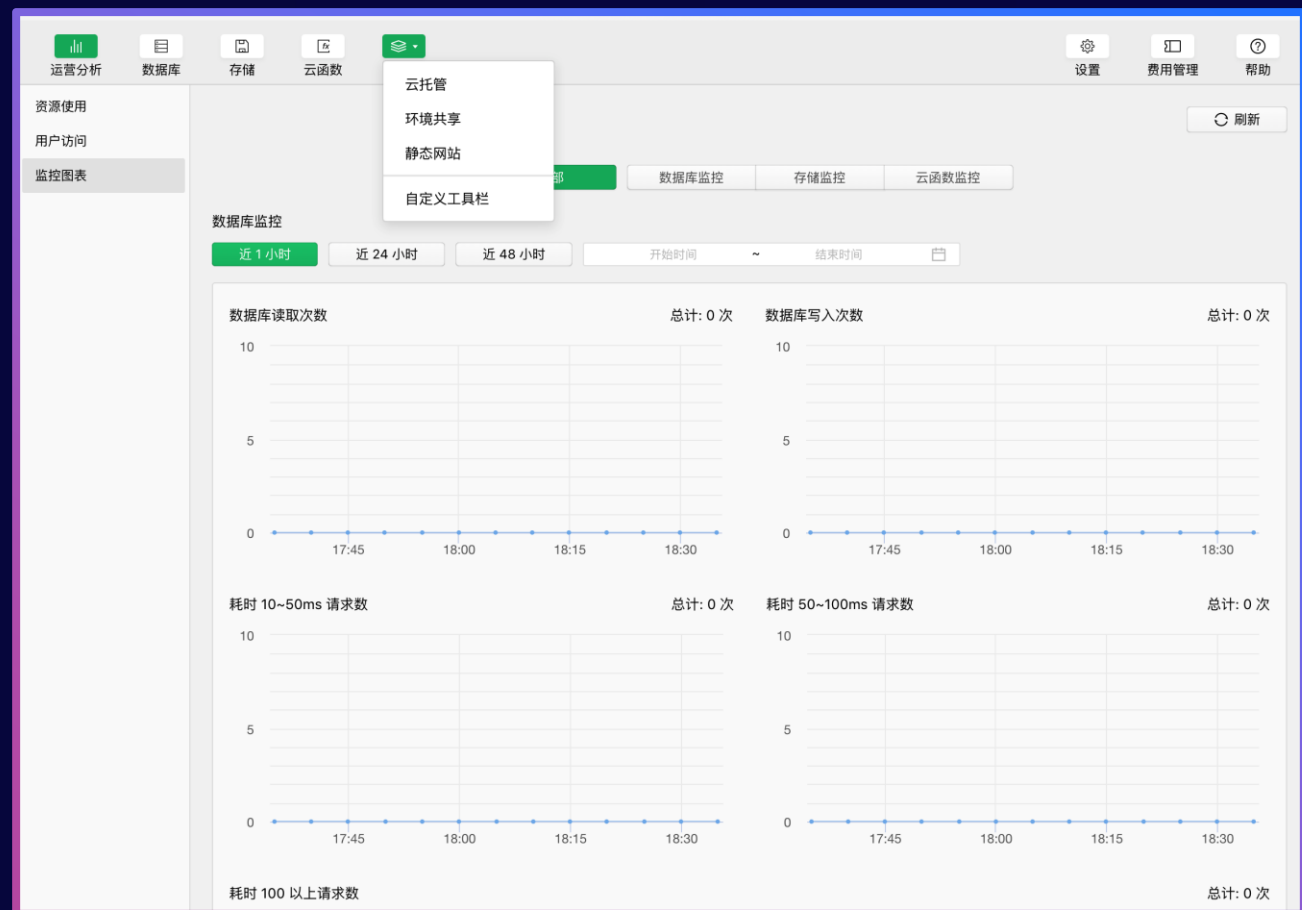 运营分析 数据库 存储 云函数 设置 费用管理 帮助
云托管
环境共享
静态网站
自定义工具栏
资源使用
用户访问
监控图表
刷新
部 数据库监控 存储监控 云函数监控
数据库监控
近 1 小时 近 24 小时 近 48 小时 开始时间 ~ 结束时间
数据库读取次数 总计: 0 次 数据库写入次数 总计: 0 次
10 10
5 5
0 0
17:45 18:00 18:15 18:30 17:45 18:00 18:15 18:30
耗时 10~50ms 请求数 总计: 0 次 耗时 50~100ms 请求数 总计: 0 次
10 10
5 5
0 0
17:45 18:00 18:15 18:30 17:45 18:00 18:15 18:30
耗时 100 以上请求数 总计: 0 次